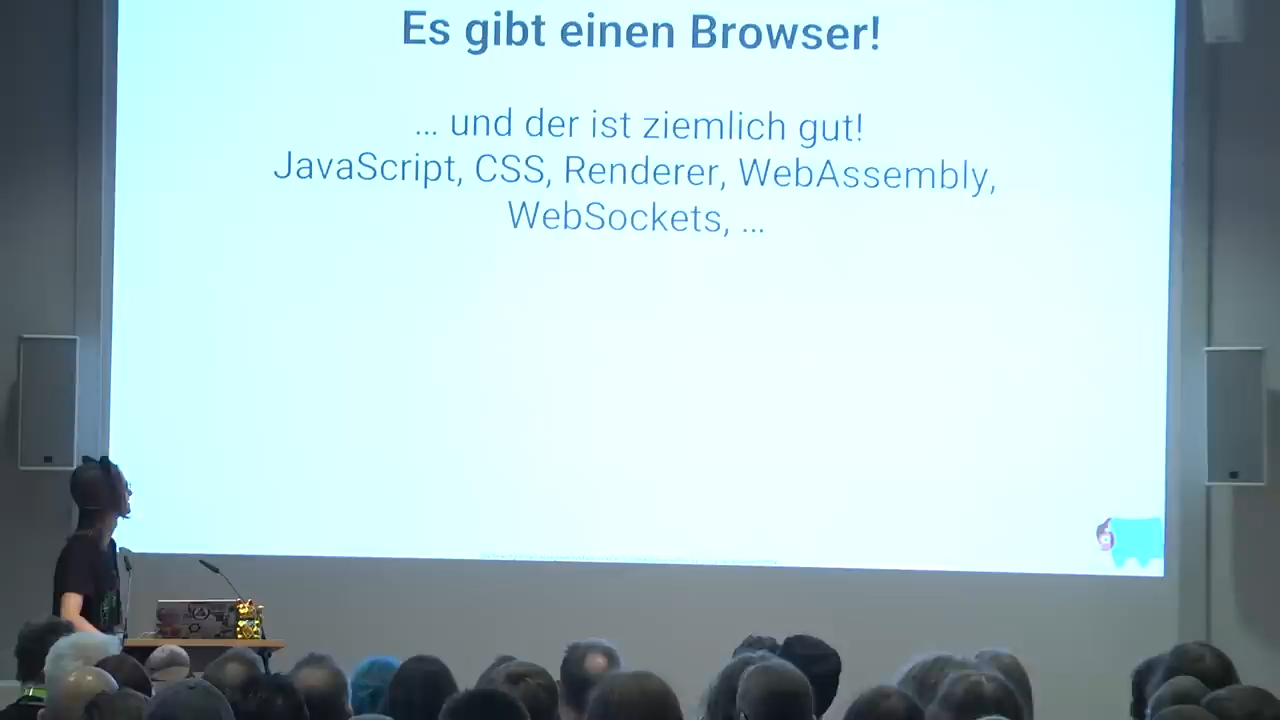 Es gibt einen Browser!
... und der ist ziemlich gut!
JavaScript, CSS, Renderer, WebAssembly,
WebSockets, ...